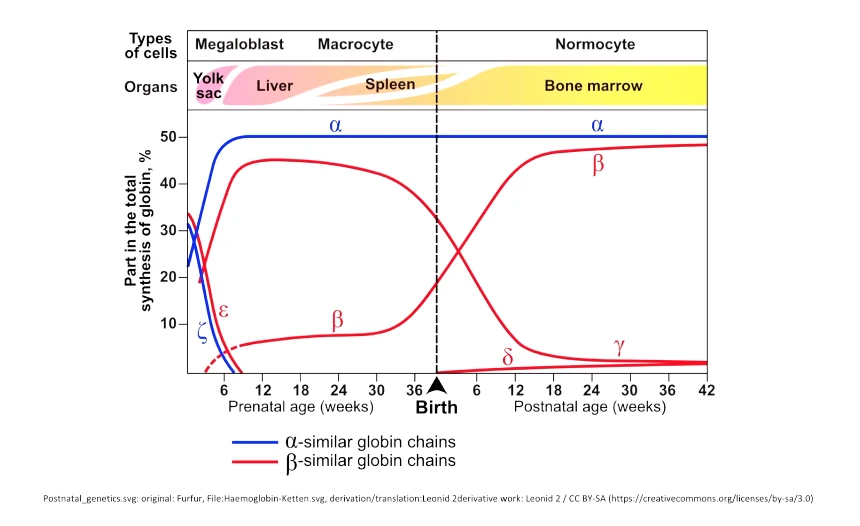 Types of cells
Megaloblast Macrocyte Normocyte
Organs
Yolk sac
Liver
Spleen
Bone marrow
Part in the total synthesis of globin, %
50
40
30
20
10
α
α
β
ε
ζ
β
γ
δ
6 12 18 24 30 36 6 12 18 24 30 36 42
Prenatal age (weeks) Birth Postnatal age (weeks)
α-similar globin chains
β-similar globin chains
Postnatal_genetics.svg: original: Furfur, File:Haemoglobin-Ketten.svg, derivation/translation:Leonid 2derivative work: Leonid 2 / CC BY-SA (https://creativecommons.org/licenses/by-sa/3.0)